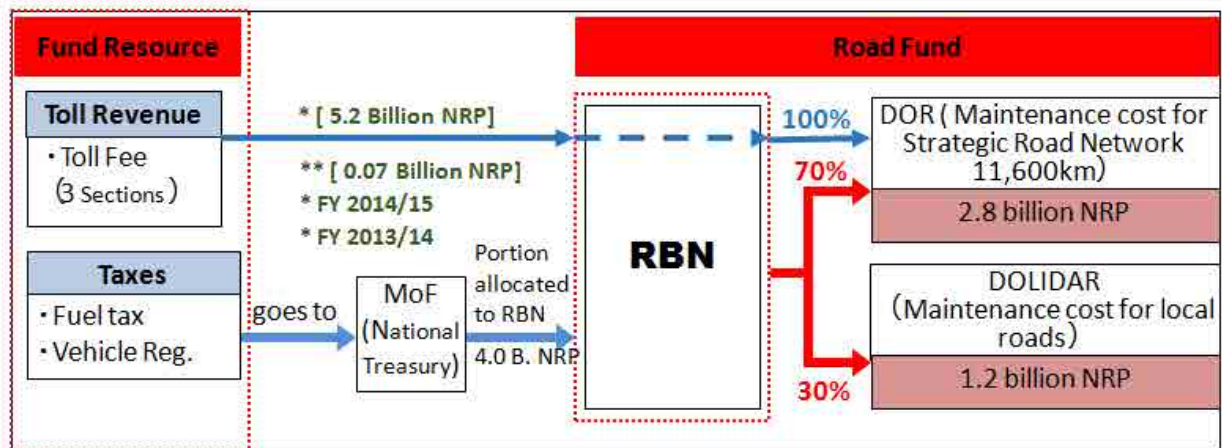 Fund Resource
Road Fund
Toll Revenue
・Toll Fee
(3 Sections)
* [ 5.2 Billion NRP]
** [ 0.07 Billion NRP]
* FY 2014/15
* FY 2013/14
Taxes
・Fuel tax
・Vehicle Reg.
goes to
MoF
(National
Treasury)
Portion
allocated
to RBN
4.0 B. NRP
RBN
100%
70%
30%
DOR ( Maintenance cost for
Strategic Road Network
11,600km)
2.8 billion NRP
DOLIDAR
(Maintenance cost for local
roads)
1.2 billion NRP